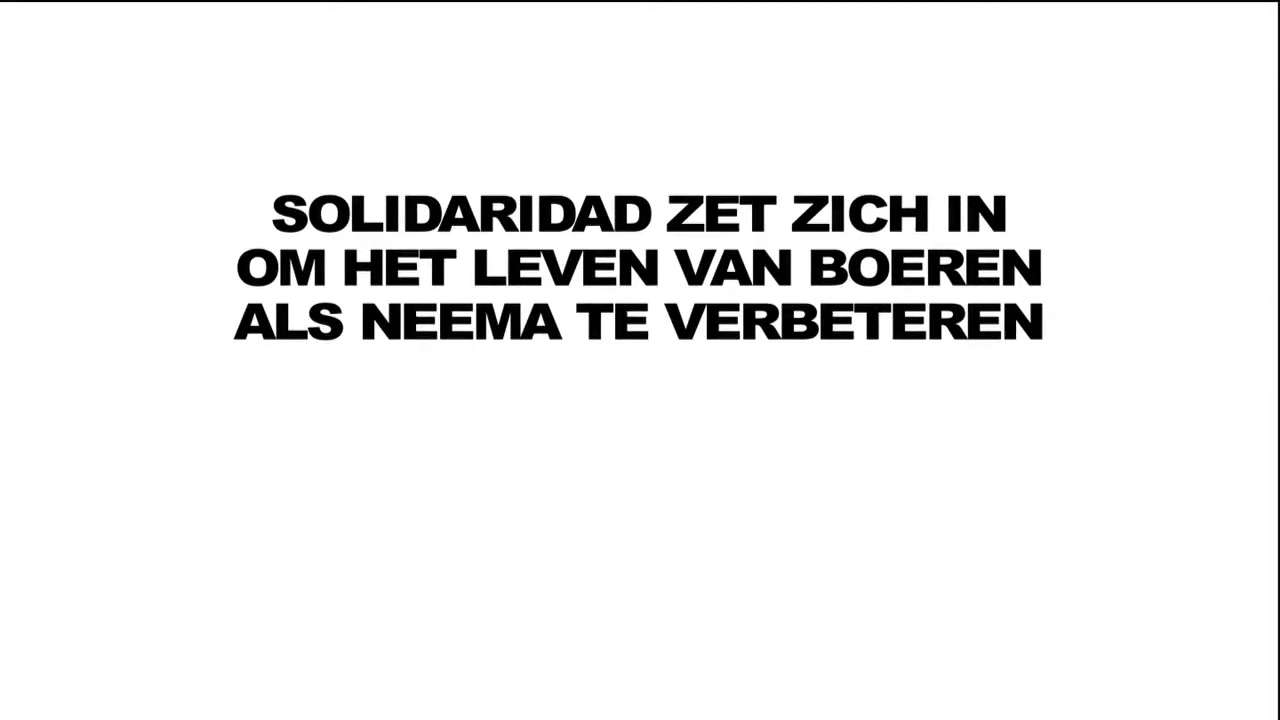 SOLIDARIDAD ZET ZICH IN
OM HET LEVEN VAN BOEREN
ALS NEEMA TE VERBETEREN